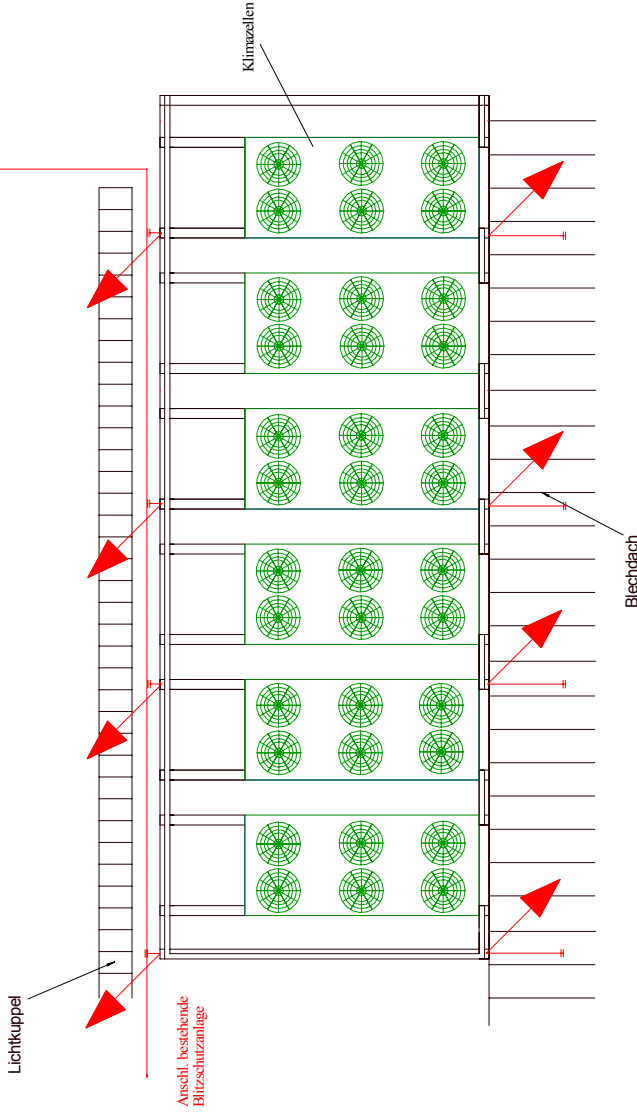 Klimazellen
Blechdach
Lichtkuppel
Anschl. bestehende
Blitzschutzanlage